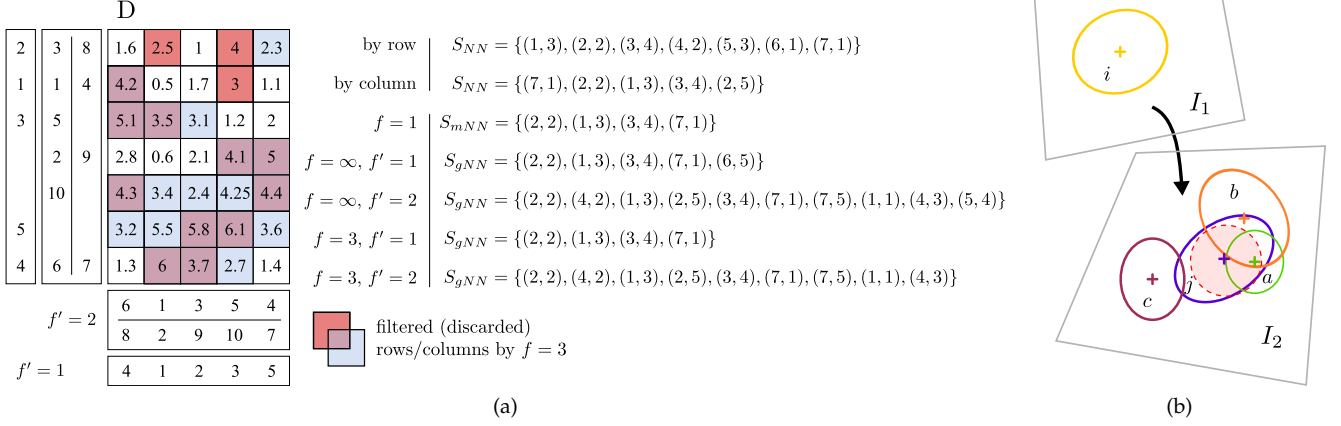 D
2 3 8 1.6 2.5 1 4 2.3
1 1 4 4.2 0.5 1.7 3 1.1
3 5 5.1 3.5 3.1 1.2 2
2 9 2.8 0.6 2.1 4.1 5
10 4.3 3.4 2.4 4.25 4.4
5 3.2 5.5 5.8 6.1 3.6
4 6 7 1.3 6 3.7 2.7 1.4
f′ = 2
6 1 3 5 4
8 2 9 10 7
f′ = 1 4 1 2 3 5
by row S_NN = {(1, 3), (2, 2), (3, 4), (4, 2), (5, 3), (6, 1), (7, 1)}
by column S_NN = {(7, 1), (2, 2), (1, 3), (3, 4), (2, 5)}
f = 1 S_mNN = {(2, 2), (1, 3), (3, 4), (7, 1)}
f = ∞, f′ = 1 S_gNN = {(2, 2), (1, 3), (3, 4), (7, 1), (6, 5)}
f = ∞, f′ = 2 S_gNN = {(2, 2), (4, 2), (1, 3), (2, 5), (3, 4), (7, 1), (7, 5), (1, 1), (4, 3), (5, 4)}
f = 3, f′ = 1 S_gNN = {(2, 2), (1, 3), (3, 4), (7, 1)}
f = 3, f′ = 2 S_gNN = {(2, 2), (4, 2), (1, 3), (2, 5), (3, 4), (7, 1), (7, 5), (1, 1), (4, 3)}
filtered (discarded)
rows/columns by f = 3
(a)
i
I₁
b
a
j
c
I₂
(b)